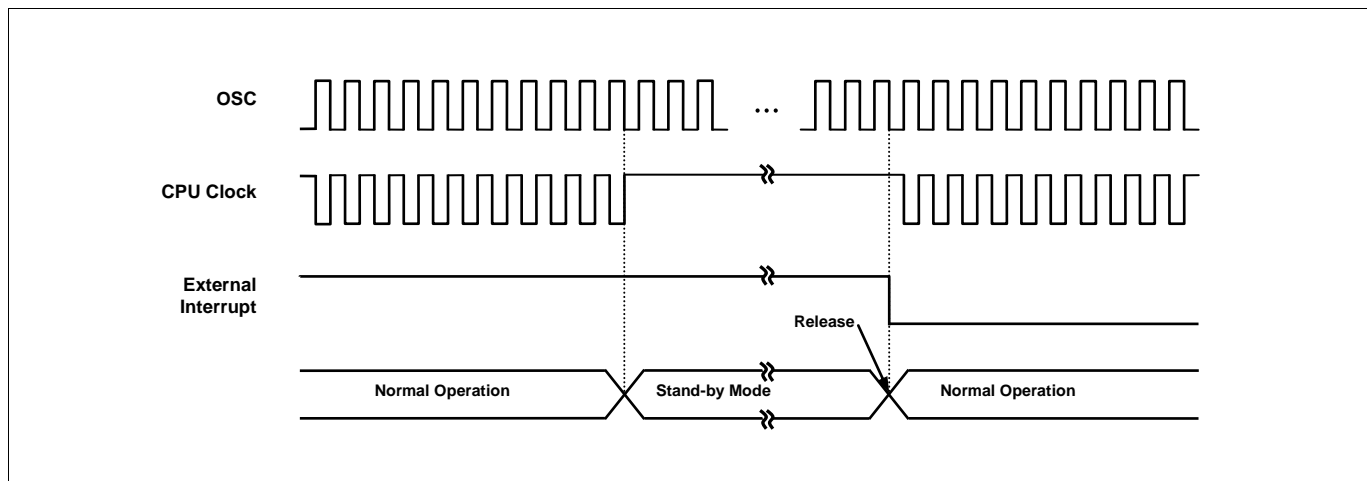 OSC
...
CPU Clock
External
Interrupt
Release
Normal Operation
Stand-by Mode
Normal Operation